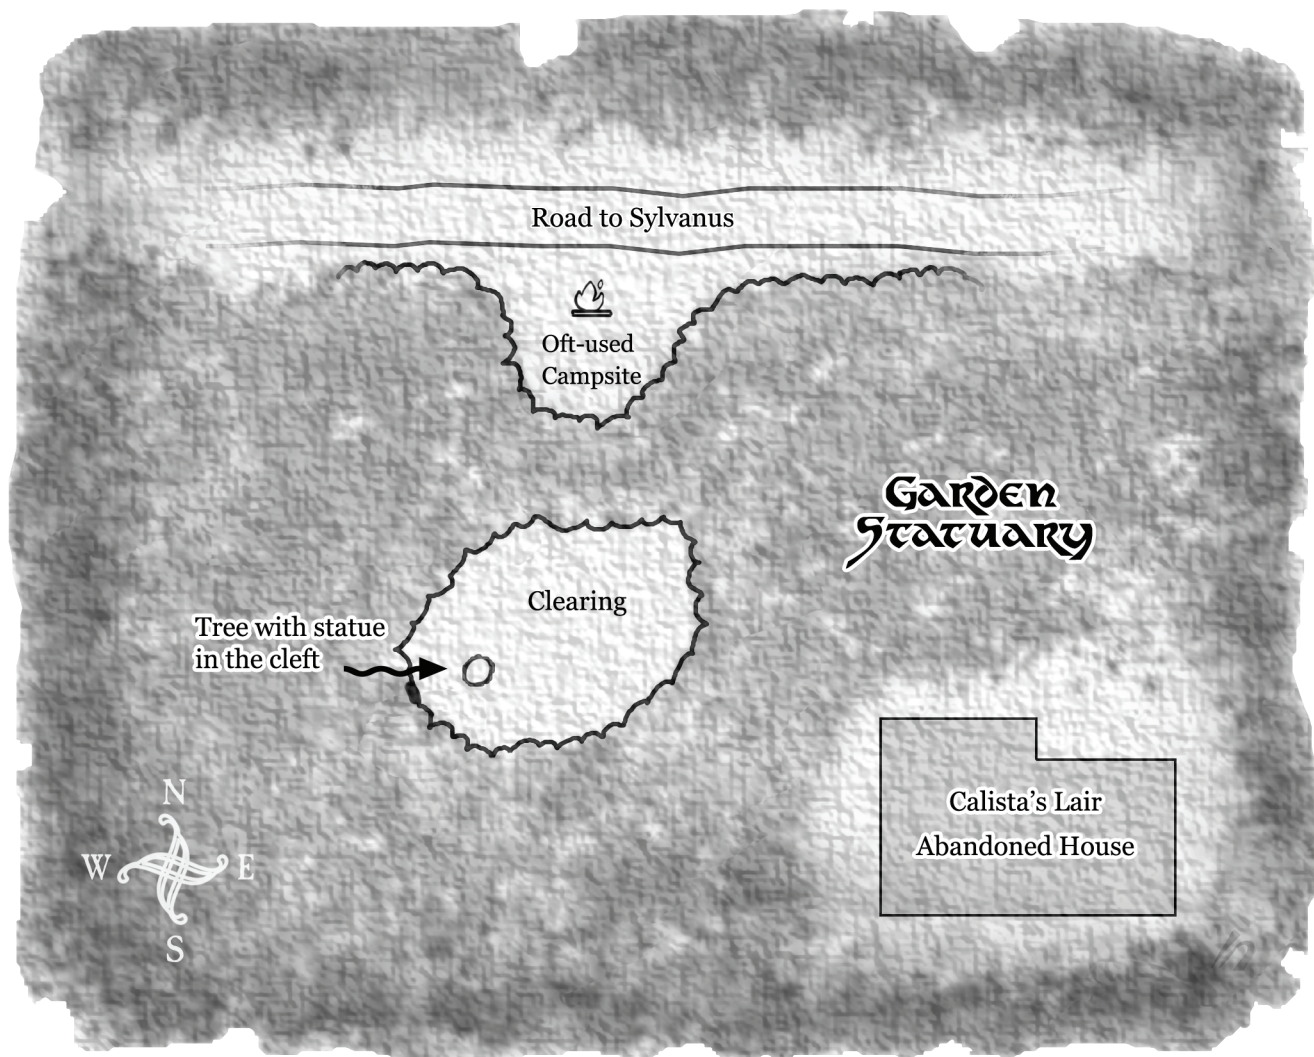 Road to Sylvanus
Oft-used
Campsite
Garden
Statuary
Clearing
Tree with statue
in the cleft
Calista’s Lair
Abandoned House
N
W E
S